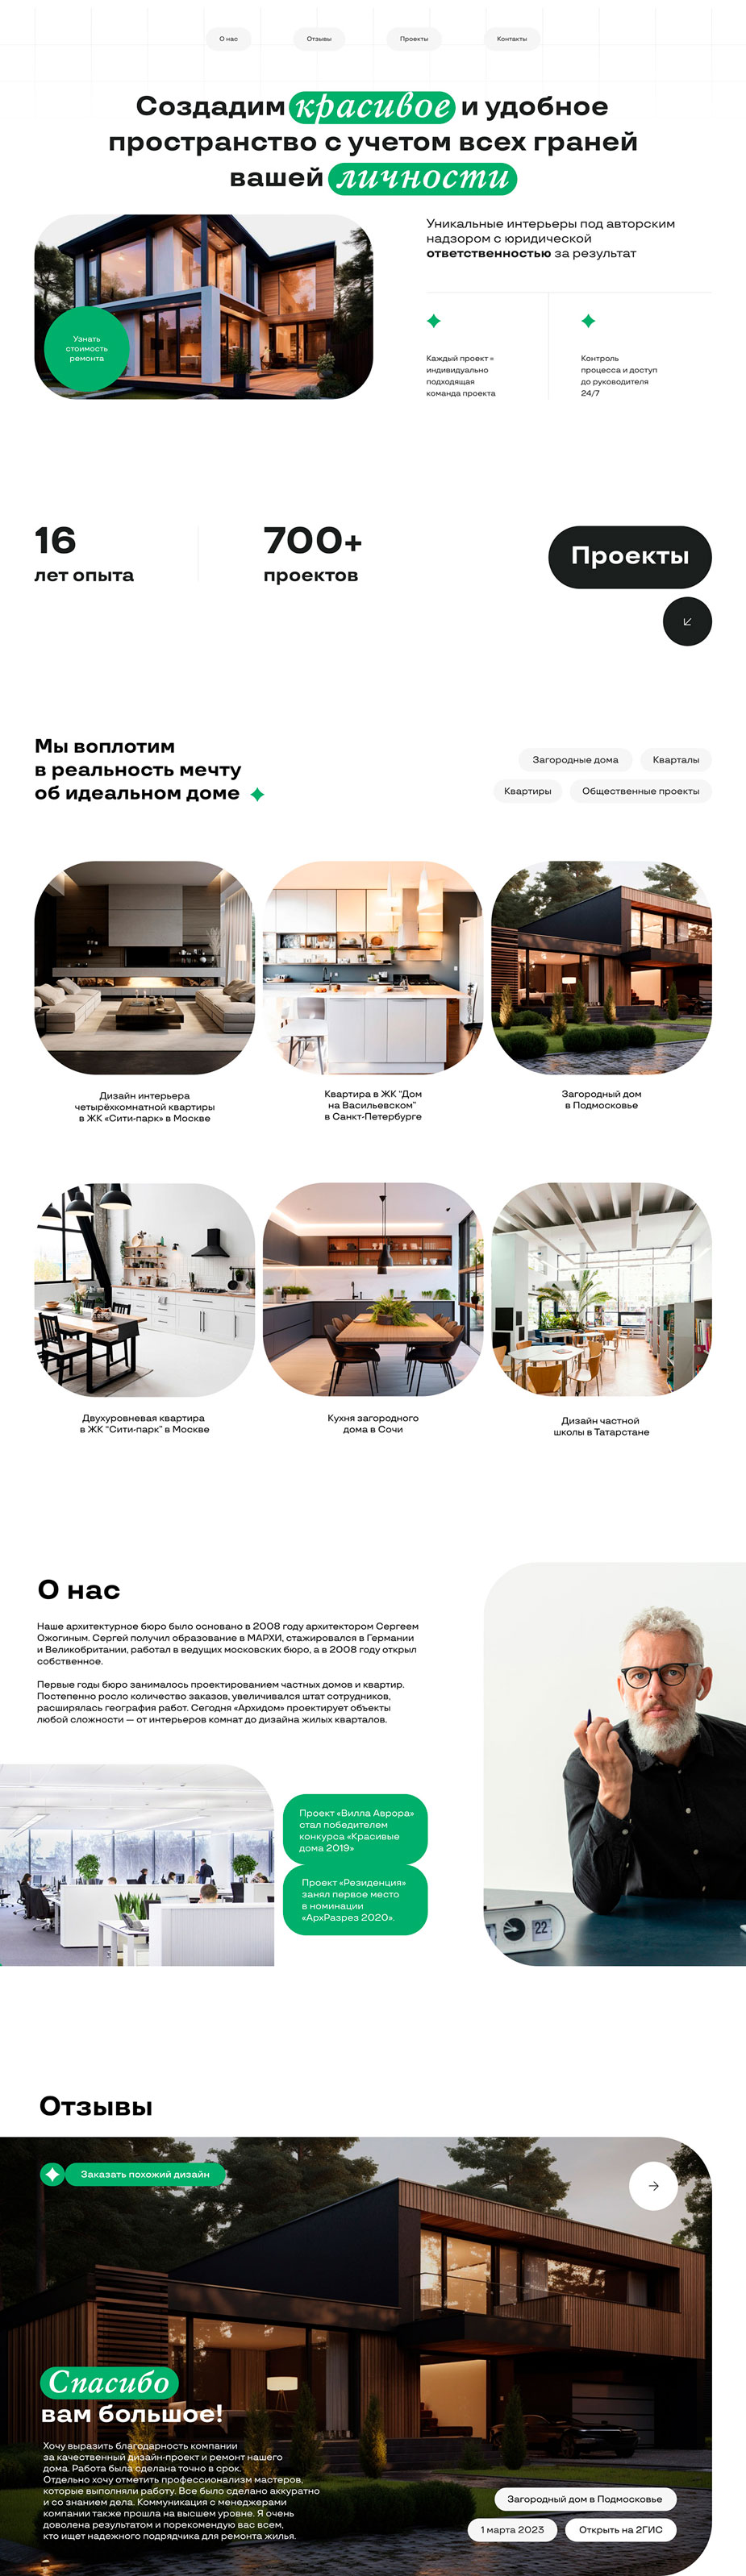 О нас
Отзывы
Проекты
Контакты
Создадим красивое и удобное
пространство с учетом всех граней
вашей личности
Уникальные интерьеры под авторским
надзором с юридической
ответственностью за результат
Узнать
стоимость
ремонта
Каждый проект =
индивидуально
подходящая
команда проекта
Контроль
процесса и доступ
до руководителя
24/7
16
лет опыта
700+
проектов
Проекты
Мы воплотим
в реальность мечту
об идеальном доме
Загородные дома
Кварталы
Квартиры
Общественные проекты
Дизайн интерьера
четырёхкомнатной квартиры
в ЖК «Сити-парк» в Москве
Квартира в ЖК "Дом
на Васильевском"
в Санкт-Петербурге
Загородный дом
в Подмосковье
Двухуровневая квартира
в ЖК "Сити-парк" в Москве
Кухня загородного
дома в Сочи
Дизайн частной
школы в Татарстане
О нас
Наше архитектурное бюро было основано в 2008 году архитектором Сергеем
Ожогиным. Сергей получил образование в МАРХИ, стажировался в Германии
и Великобритании, работал в ведущих московских бюро, а в 2008 году открыл
собственное.
Первые годы бюро занималось проектированием частных домов и квартир.
Постепенно росло количество заказов, увеличивался штат сотрудников,
расширялась география работ. Сегодня «Архидом» проектирует объекты
любой сложности — от интерьеров комнат до дизайна жилых кварталов.
Проект «Вилла Аврора»
стал победителем
конкурса «Красивые
дома 2019»
Проект «Резиденция»
занял первое место
в номинации
«АрхРазрез 2020».
22
Отзывы
Заказать похожий дизайн
Спасибо
вам большое!
Хочу выразить благодарность компании
за качественный дизайн-проект и ремонт нашего
дома. Работа была сделана точно в срок.
Отдельно хочу отметить профессионализм мастеров,
которые выполняли работу. Все было сделано аккуратно
и со знанием дела. Коммуникация с менеджерами
компании также прошла на высшем уровне. Я очень
доволена результатом и порекомендую вас всем,
кто ищет надежного подрядчика для ремонта жилья.
Загородный дом в Подмосковье
1 марта 2023
Открыть на 2ГИС